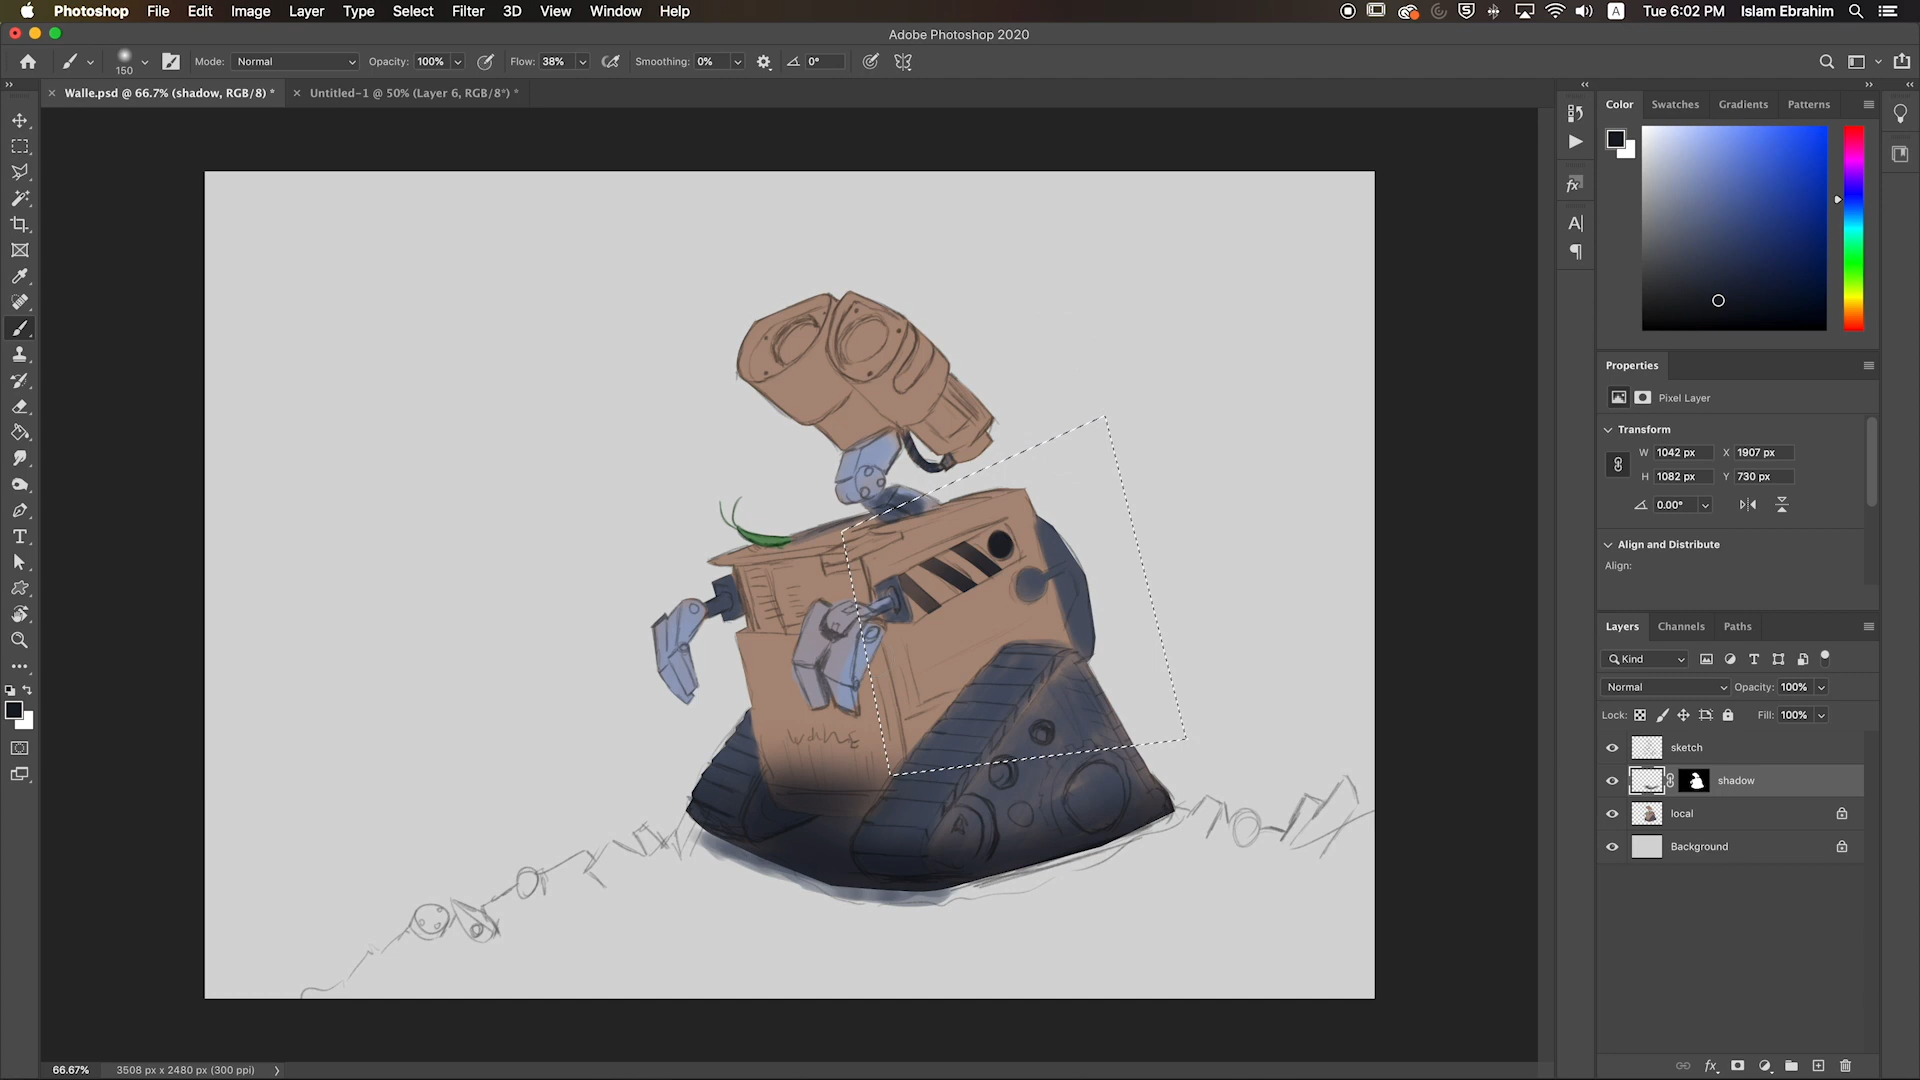 Photoshop File Edit Image Layer Type Select Filter 3D View Window Help A Tue 6:02 PM Islam Ebrahim
Adobe Photoshop 2020
150 Mode: Normal Opacity: 100% Flow: 38% Smoothing: 0% 0°
Walle.psd @ 66.7% (shadow, RGB/8) * Untitled-1 @ 50% (Layer 6, RGB/8*) *
Color Swatches Gradients Patterns
Properties
Pixel Layer
Transform
W 1042 px X 1907 px
H 1082 px Y 730 px
0.00°
Align and Distribute
Align:
Layers Channels Paths
Kind
Normal Opacity: 100%
Lock: Fill: 100%
sketch
shadow
local
Background
WallE
66.67% 3508 px x 2480 px (300 ppi)